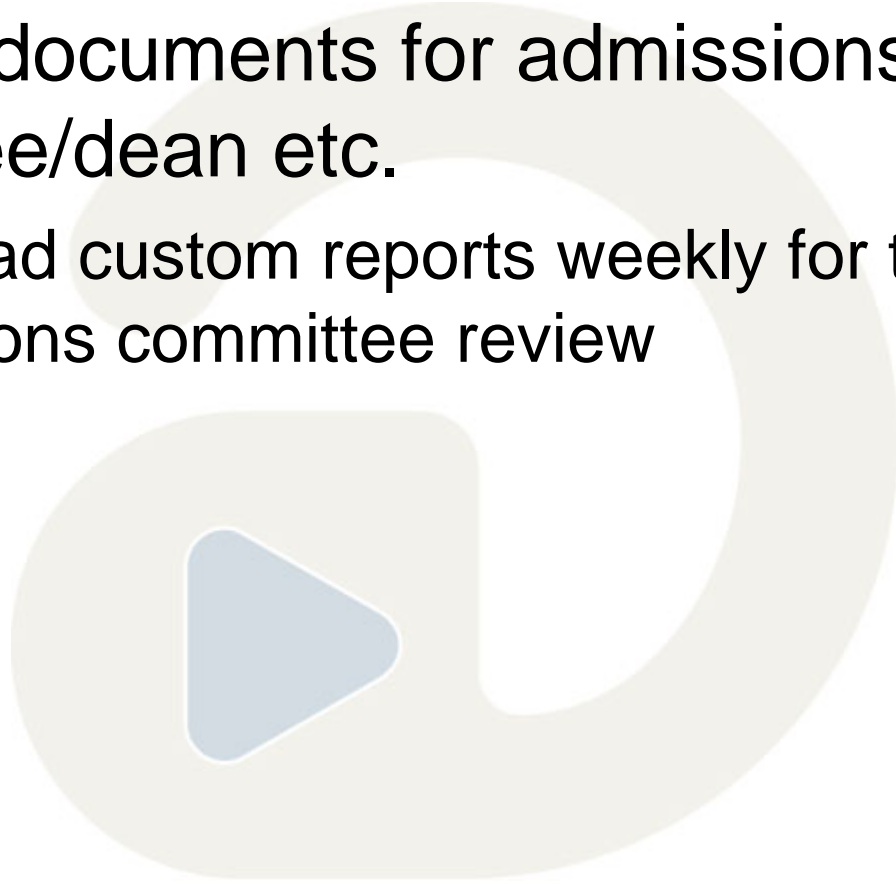 documents for admissions
ee/dean etc.
ad custom reports weekly for t
ons committee review